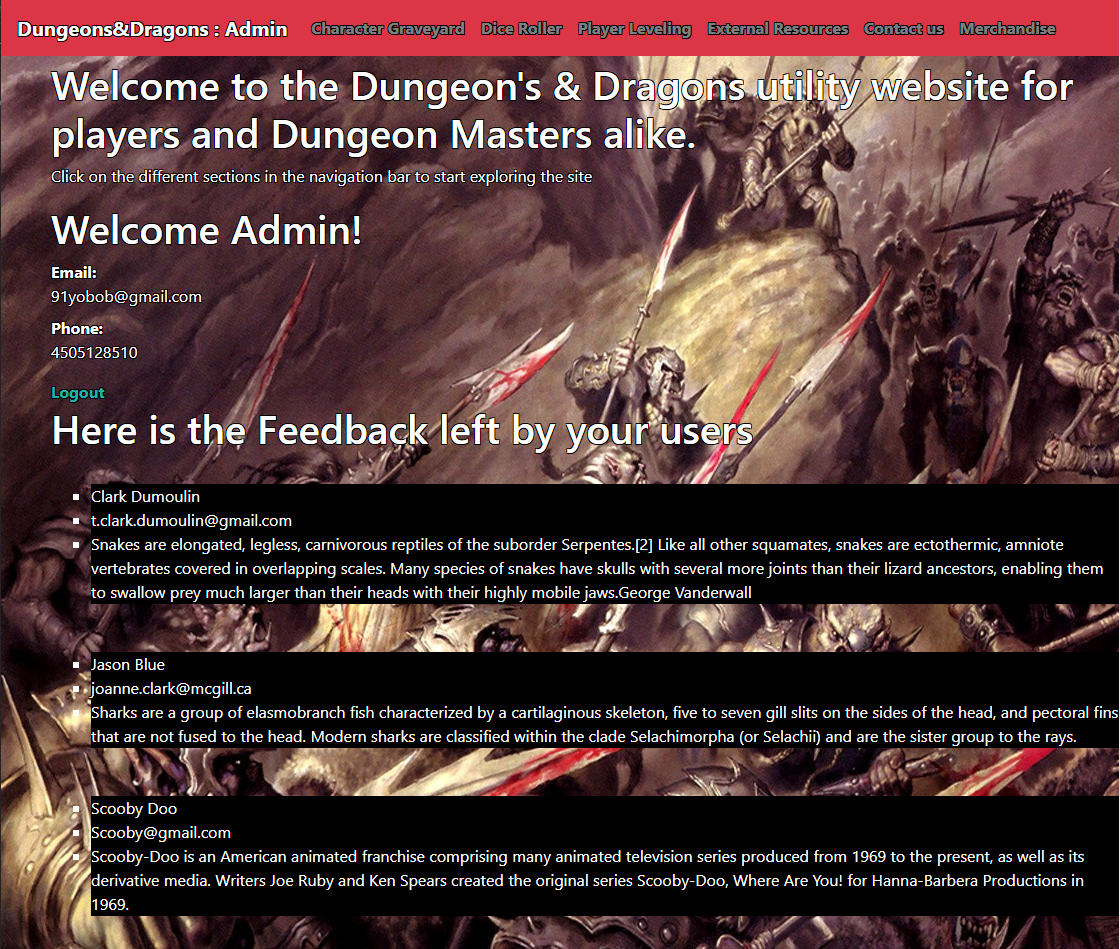 Dungeons&Dragons : Admin Character Graveyard Dice Roller Player Leveling External Resources Contact us Merchandise
Welcome to the Dungeon's & Dragons utility website for
players and Dungeon Masters alike.
Click on the different sections in the navigation bar to start exploring the site
Welcome Admin!
Email:
91yobob@gmail.com
Phone:
4505128510
Logout
Here is the Feedback left by your users
Clark Dumoulin
t.clark.dumoulin@gmail.com
Snakes are elongated, legless, carnivorous reptiles of the suborder Serpentes.[2] Like all other squamates, snakes are ectothermic, amniote
vertebrates covered in overlapping scales. Many species of snakes have skulls with several more joints than their lizard ancestors, enabling them
to swallow prey much larger than their heads with their highly mobile jaws.George Vanderwall
Jason Blue
joanne.clark@mcgill.ca
Sharks are a group of elasmobranch fish characterized by a cartilaginous skeleton, five to seven gill slits on the sides of the head, and pectoral fins
that are not fused to the head. Modern sharks are classified within the clade Selachimorpha (or Selachii) and are the sister group to the rays.
Scooby Doo
Scooby@gmail.com
Scooby-Doo is an American animated franchise comprising many animated television series produced from 1969 to the present, as well as its
derivative media. Writers Joe Ruby and Ken Spears created the original series Scooby-Doo, Where Are You! for Hanna-Barbera Productions in
1969.